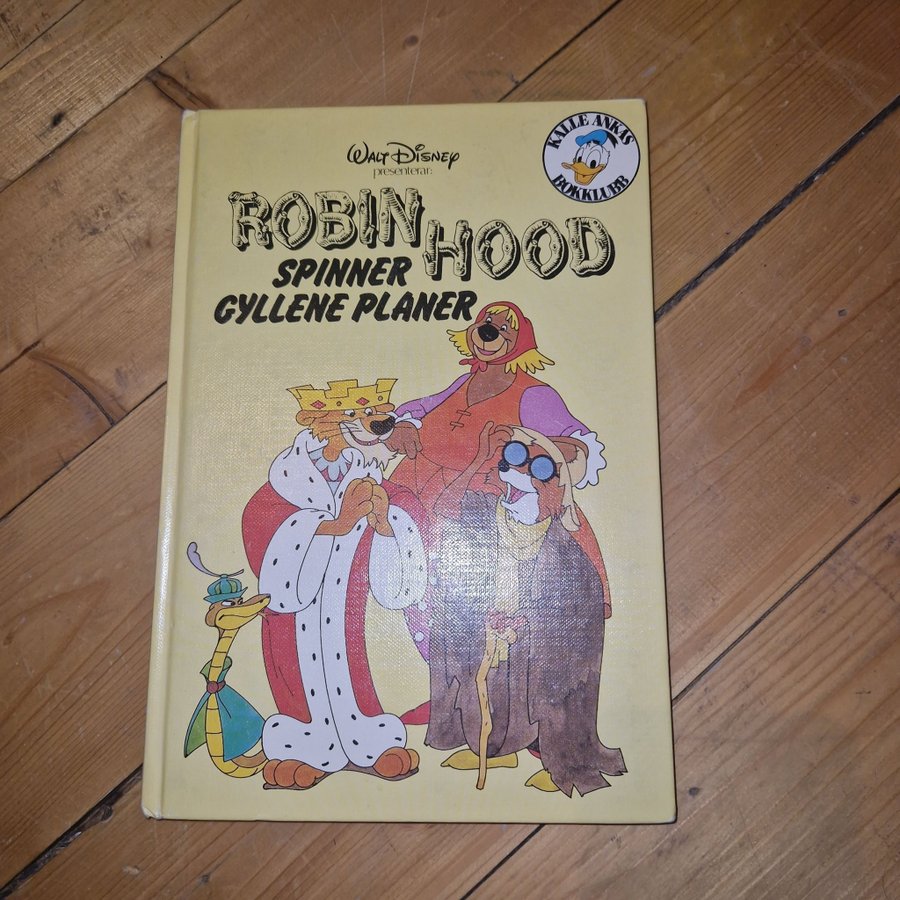 WALT DISNEY
presenterar:
KALLE ANKAS
BOKKLUBB
ROBIN HOOD
SPINNER
GYLLENE PLANER